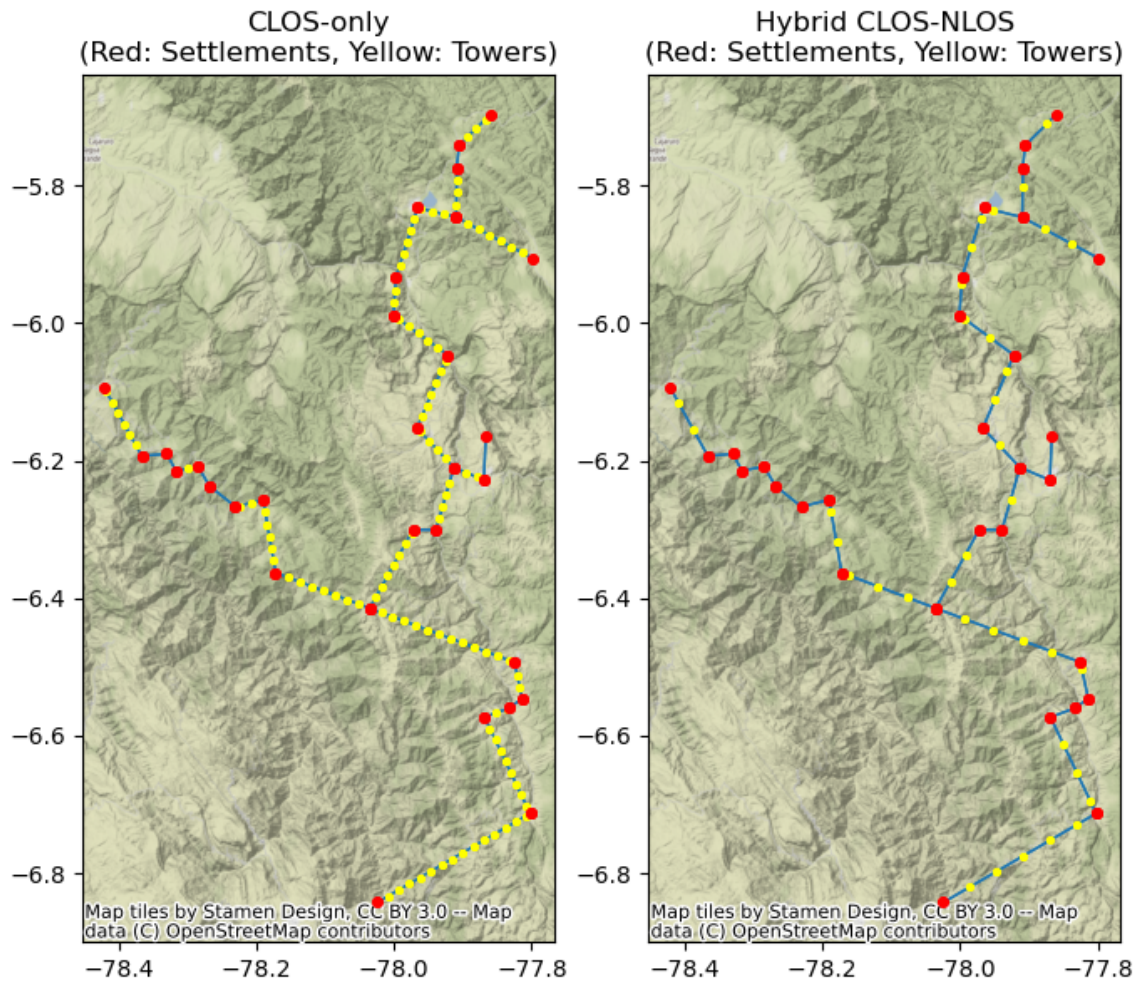 CLOS-only
(Red: Settlements, Yellow: Towers)
Hybrid CLOS-NLOS
(Red: Settlements, Yellow: Towers)
−5.8
−6.0
−6.2
−6.4
−6.6
−6.8
Map tiles by Stamen Design, CC BY 3.0 -- Map
data (C) OpenStreetMap contributors
−78.4
−78.2
−78.0
−77.8
−5.8
−6.0
−6.2
−6.4
−6.6
−6.8
Map tiles by Stamen Design, CC BY 3.0 -- Map
data (C) OpenStreetMap contributors
−78.4
−78.2
−78.0
−77.8